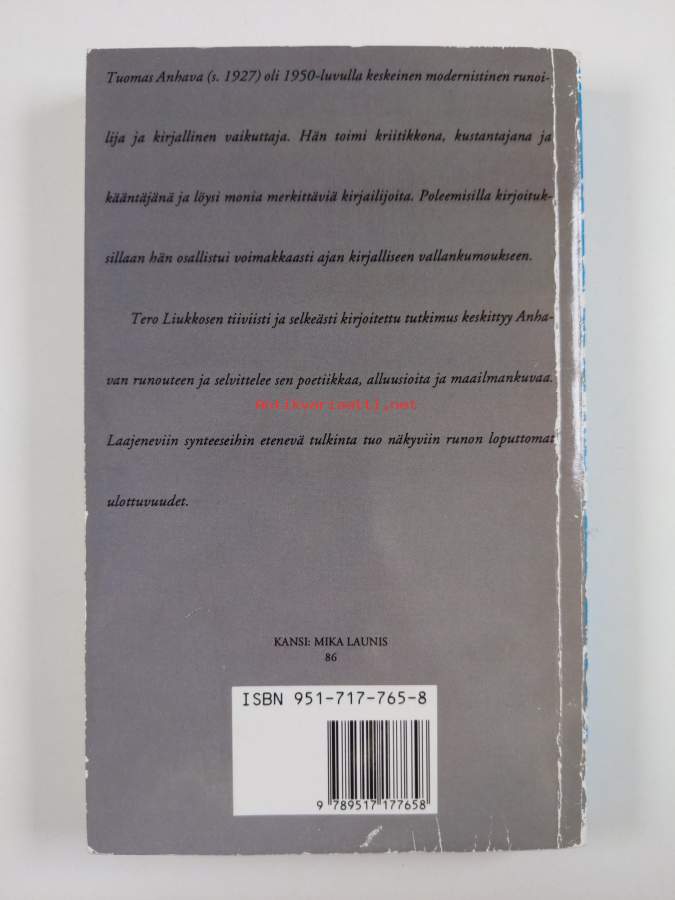 Tuomas Anhava (s. 1927) oli 1950-luvulla keskeinen modernistinen runoi-
lija ja kirjallinen vaikuttaja. Hän toimi kriitikkona, kustantajana ja
kääntäjänä ja löysi monia merkittäviä kirjailijoita. Poleemisilla kirjoituk-
sillaan hän osallistui voimakkaasti ajan kirjalliseen vallankumoukseen.
Tero Liukkosen tiiviisti ja selkeästi kirjoitettu tutkimus keskittyy Anha-
van runouteen ja selvittelee sen poetiikkaa, alluusioita ja maailmankuvaa.
Antikvariaatti.net
Laajeneviin synteeseihin etenevä tulkinta tuo näkyviin runon loputtomat
ulottuvuudet.
KANSI: MIKA LAUNIS
86
ISBN 951-717-765-8
9 789517 177658